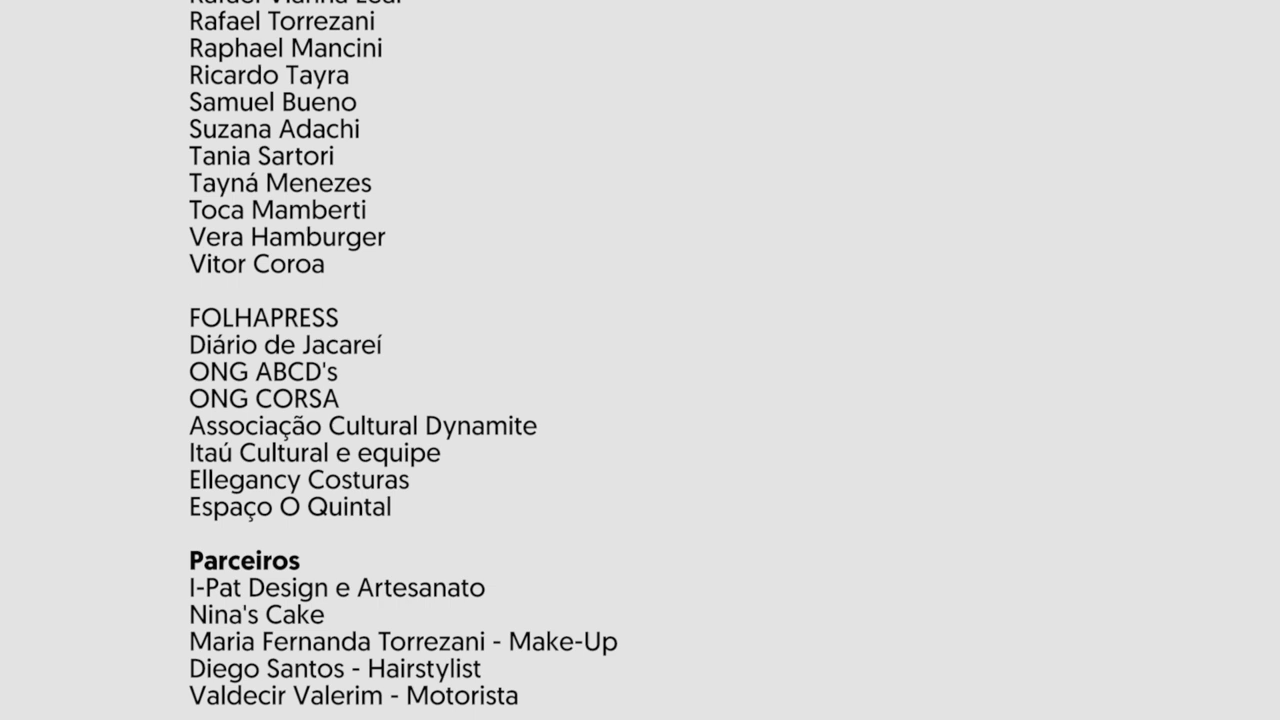 Rafael Torrezani
Raphael Mancini
Ricardo Tayra
Samuel Bueno
Suzana Adachi
Tania Sartori
Tayná Menezes
Toca Mamberti
Vera Hamburger
Vitor Coroa
FOLHAPRESS
Diário de Jacareí
ONG ABCD's
ONG CORSA
Associação Cultural Dynamite
Itaú Cultural e equipe
Ellegancy Costuras
Espaço O Quintal
Parceiros
I-Pat Design e Artesanato
Nina's Cake
Maria Fernanda Torrezani - Make-Up
Diego Santos - Hairstylist
Valdecir Valerim - Motorista